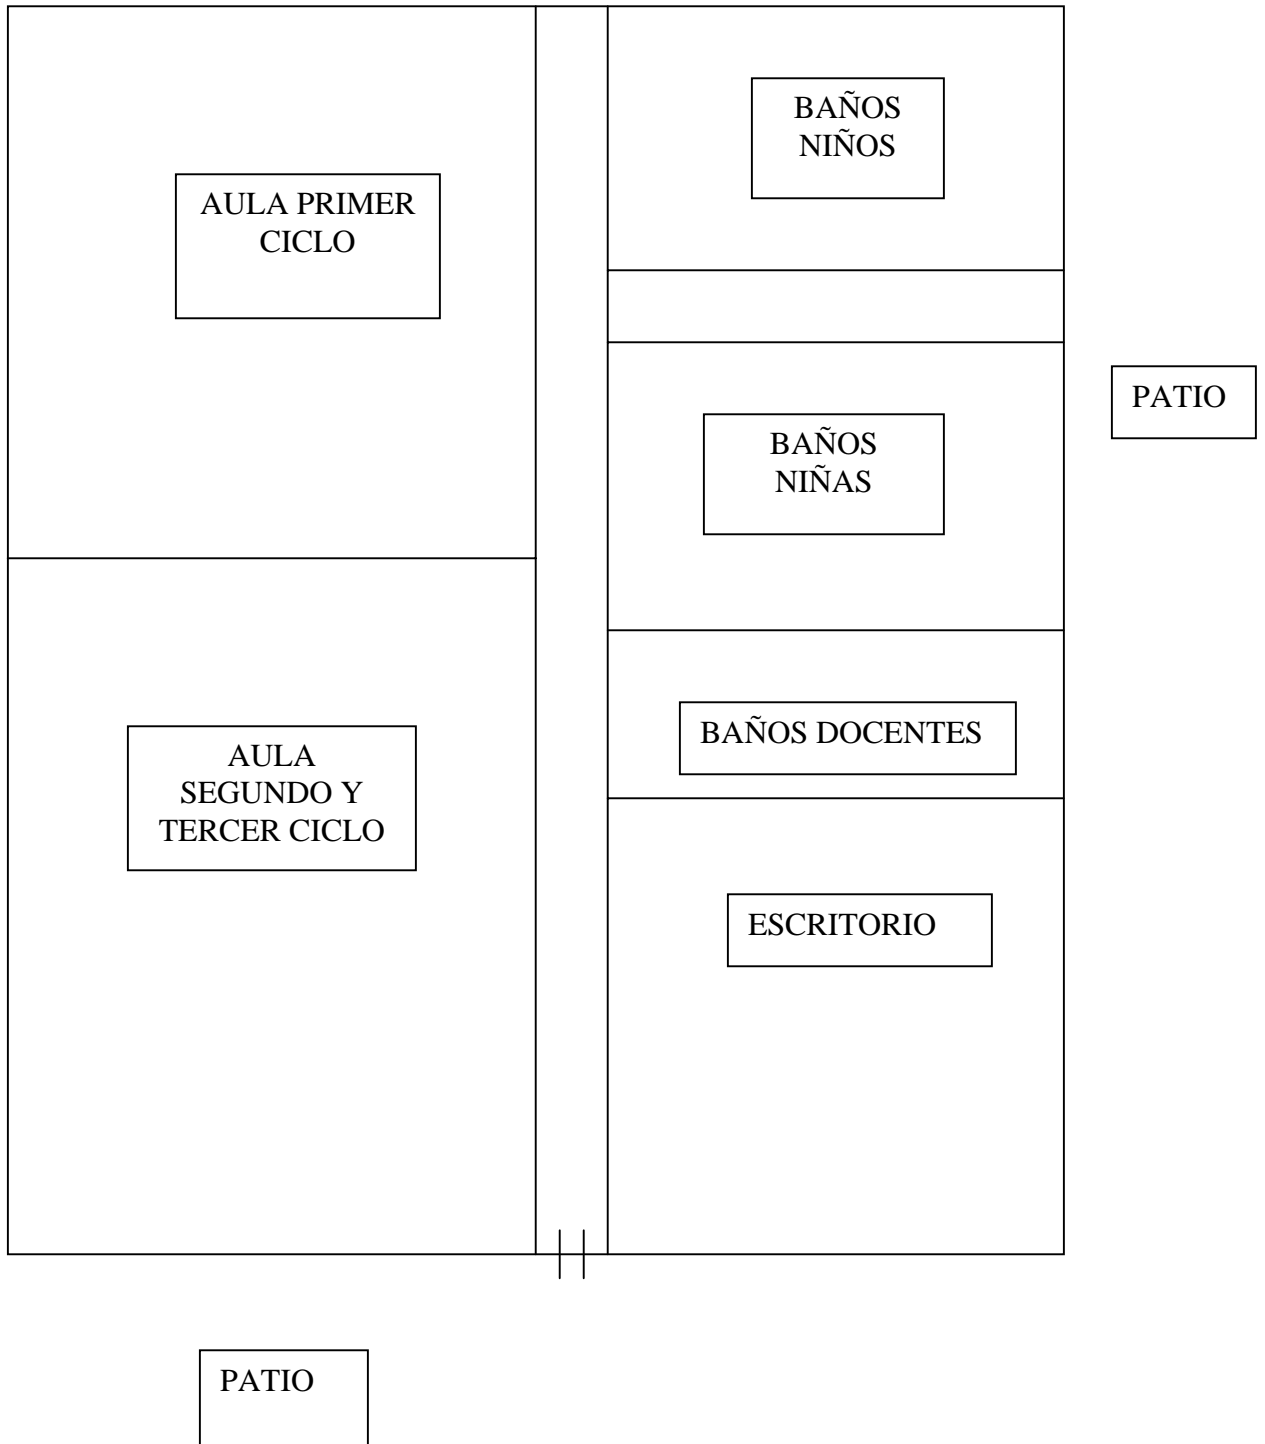 BAÑOS
NIÑOS
AULA PRIMER
CICLO
PATIO
BAÑOS
NIÑAS
BAÑOS DOCENTES
AULA
SEGUNDO Y
TERCER CICLO
ESCRITORIO
PATIO